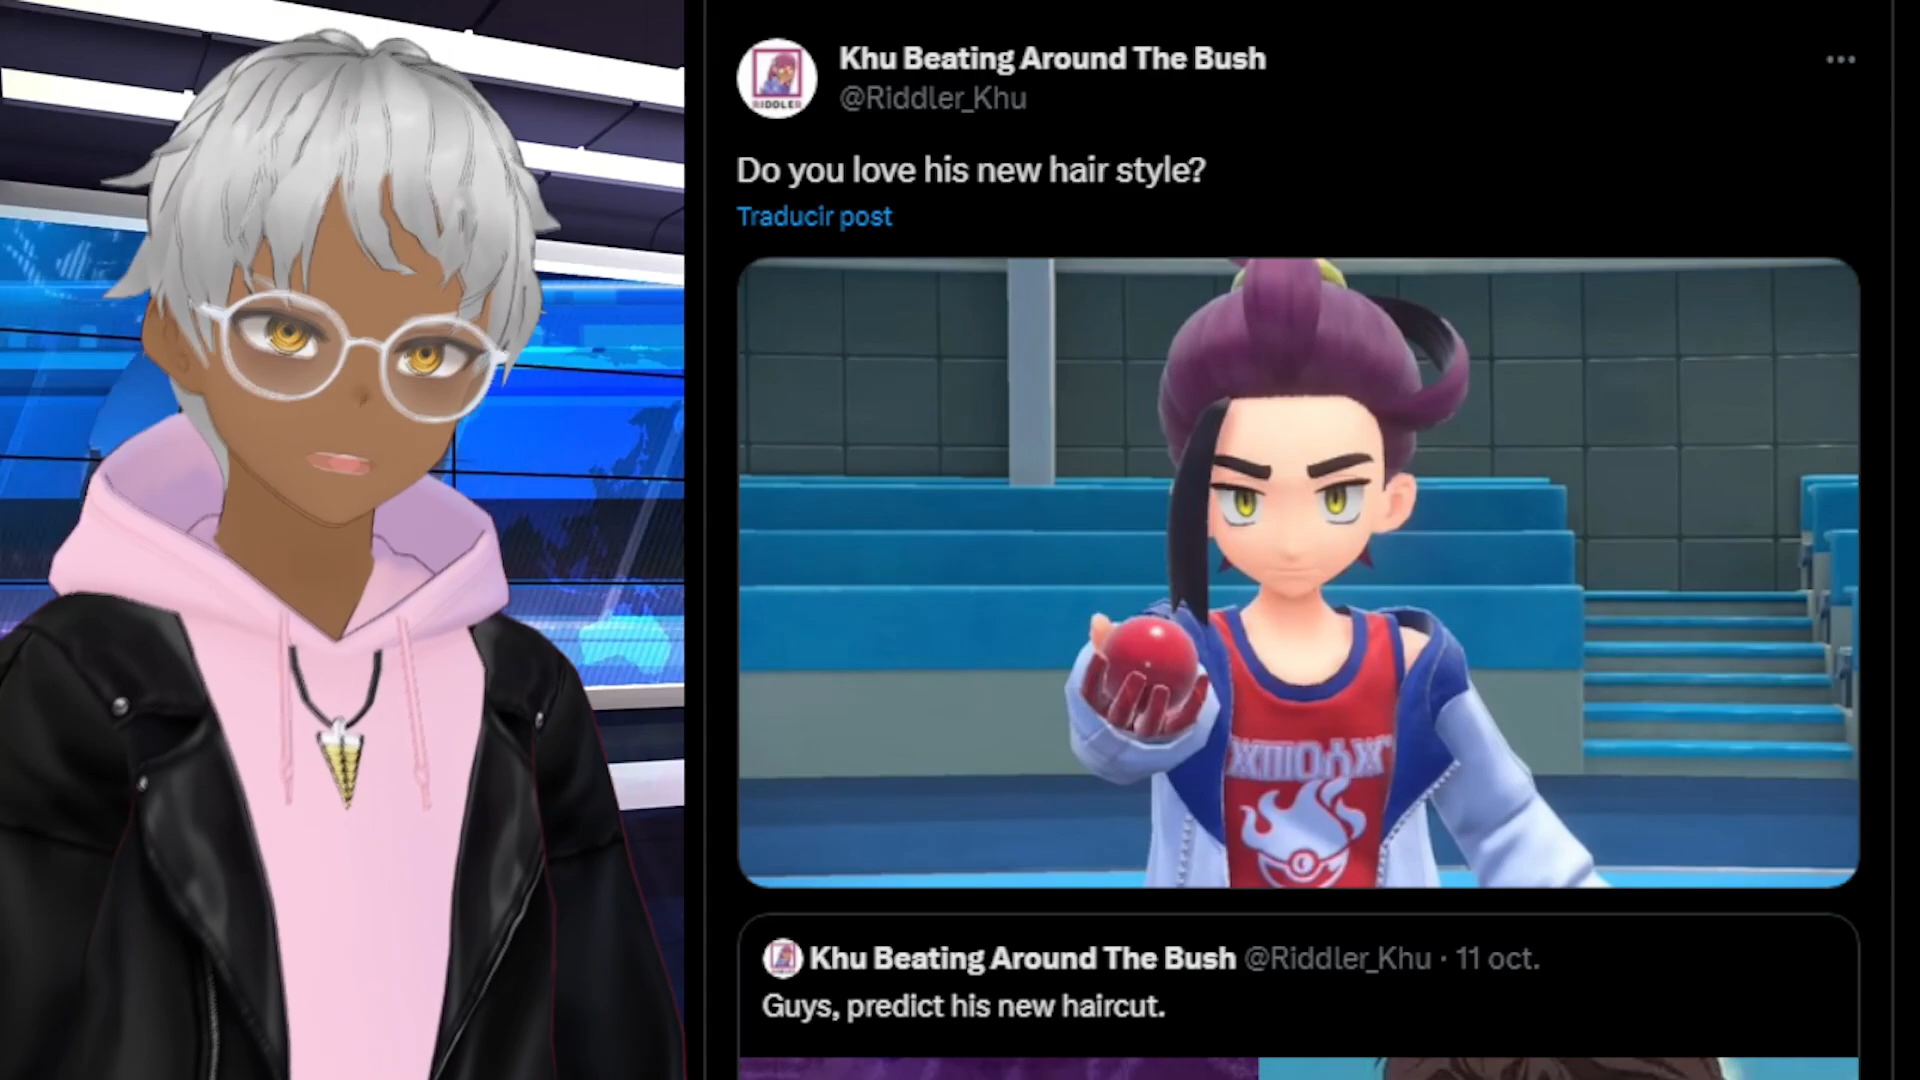 Khu Beating Around The Bush
@Riddler_Khu
Do you love his new hair style?
Traducir post
RIDDLER
Khu Beating Around The Bush @Riddler_Khu · 11 oct.
Guys, predict his new haircut.